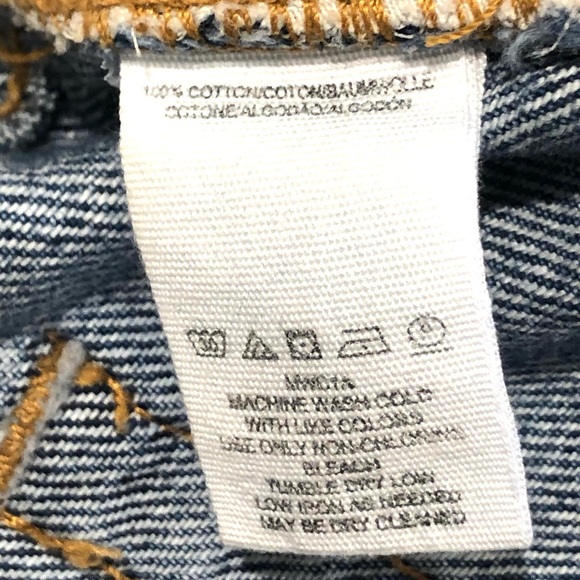 100% COTTON/COTON/BAUMWOLLE
COTONE/ALGODÃO/ALGODÓN
30
MACHINE WASH COLD
WITH LIKE COLORS
USE ONLY NON-CHLORINE
BLEACH
TUMBLE DRY LOW
LOW IRON AS NEEDED
MAY BE DRY CLEANED